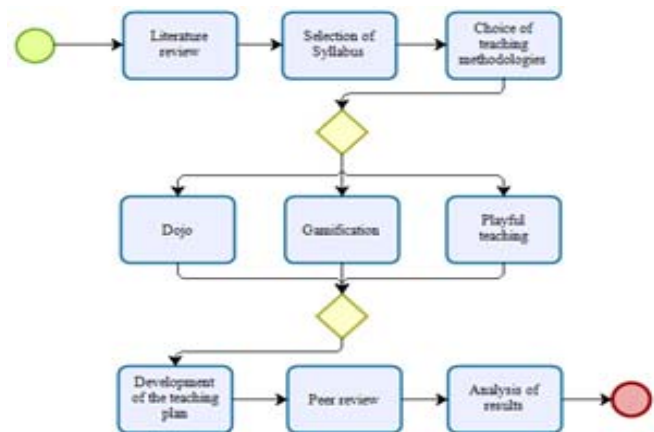 Literature
review
Selection of
Syllabus
Choice of
teaching
methodologies
Dojo
Gamification
Playful
teaching
Development
of the teaching
plan
Peer review
Analysis of
results